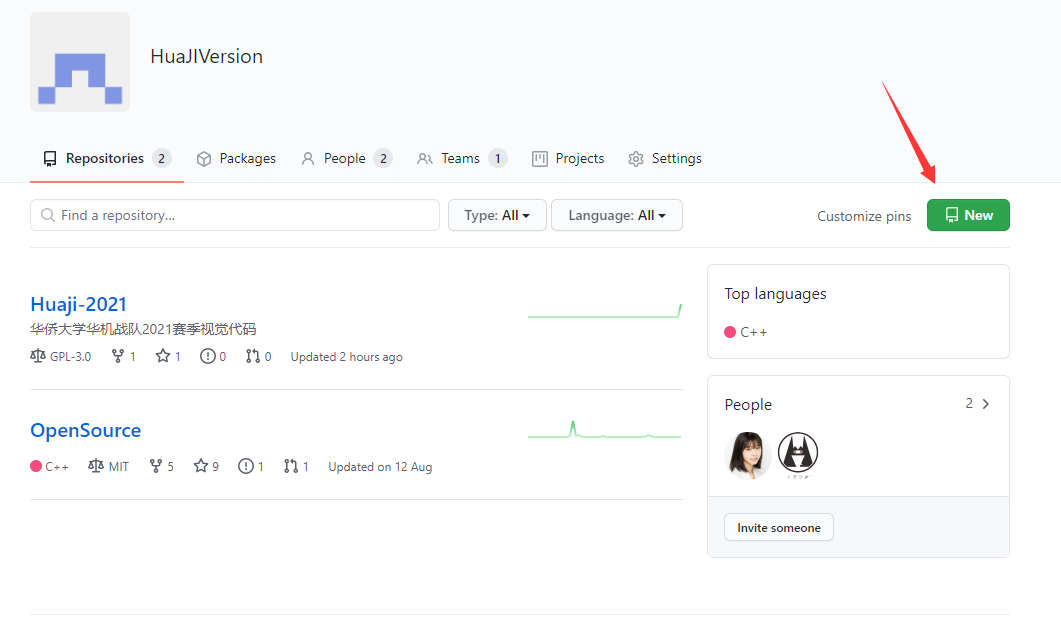 HuaJIVersion
Repositories 2 Packages People 2 Teams 1 Projects Settings
Find a repository... Type: All Language: All Customize pins New
Huaji-2021
华侨大学华机战队2021赛季视觉代码
GPL-3.0 1 1 0 0 Updated 2 hours ago
OpenSource
C++ MIT 5 9 1 1 Updated on 12 Aug
Top languages
C++
People 2
Invite someone